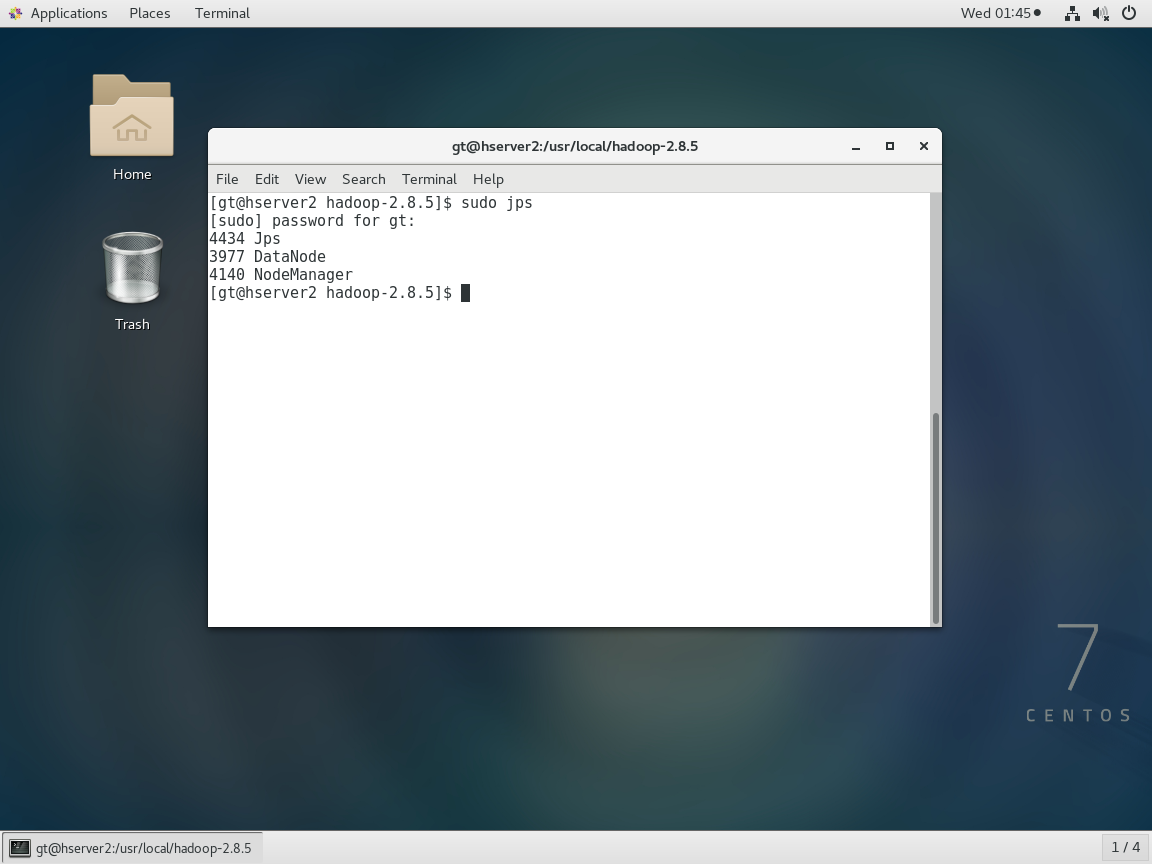 Applications Places Terminal Wed 01:45
Home
Trash
gt@hserver2:/usr/local/hadoop-2.8.5
File Edit View Search Terminal Help
[gt@hserver2 hadoop-2.8.5]$ sudo jps
[sudo] password for gt:
4434 Jps
3977 DataNode
4140 NodeManager
[gt@hserver2 hadoop-2.8.5]$
7
CENTOS
gt@hserver2:/usr/local/hadoop-2.8.5 1 / 4